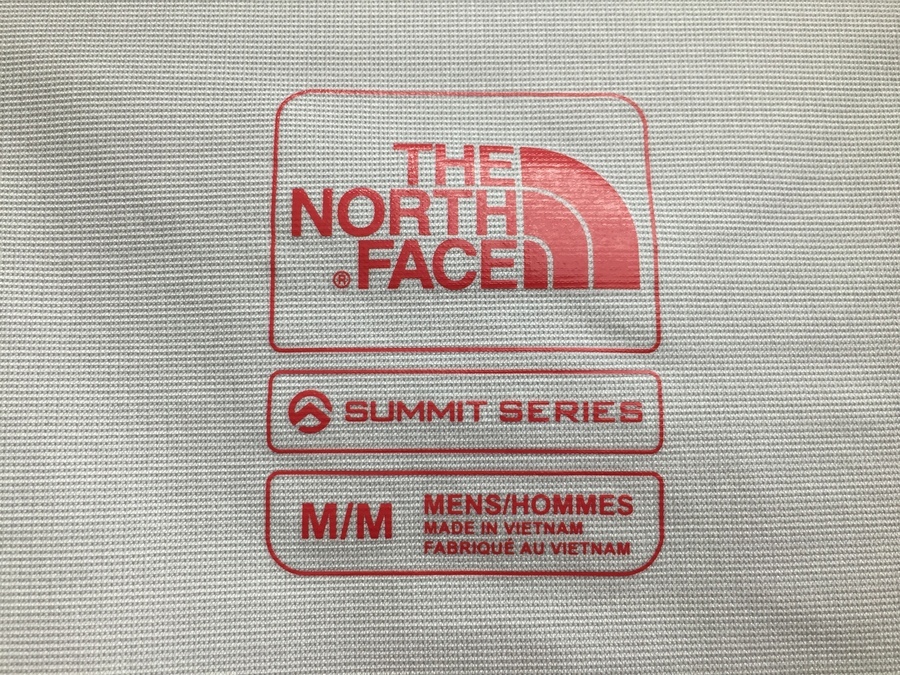 THE
NORTH
® FACE
SUMMIT SERIES
M/M
MENS/HOMMES
MADE IN VIETNAM
FABRIQUÉ AU VIETNAM